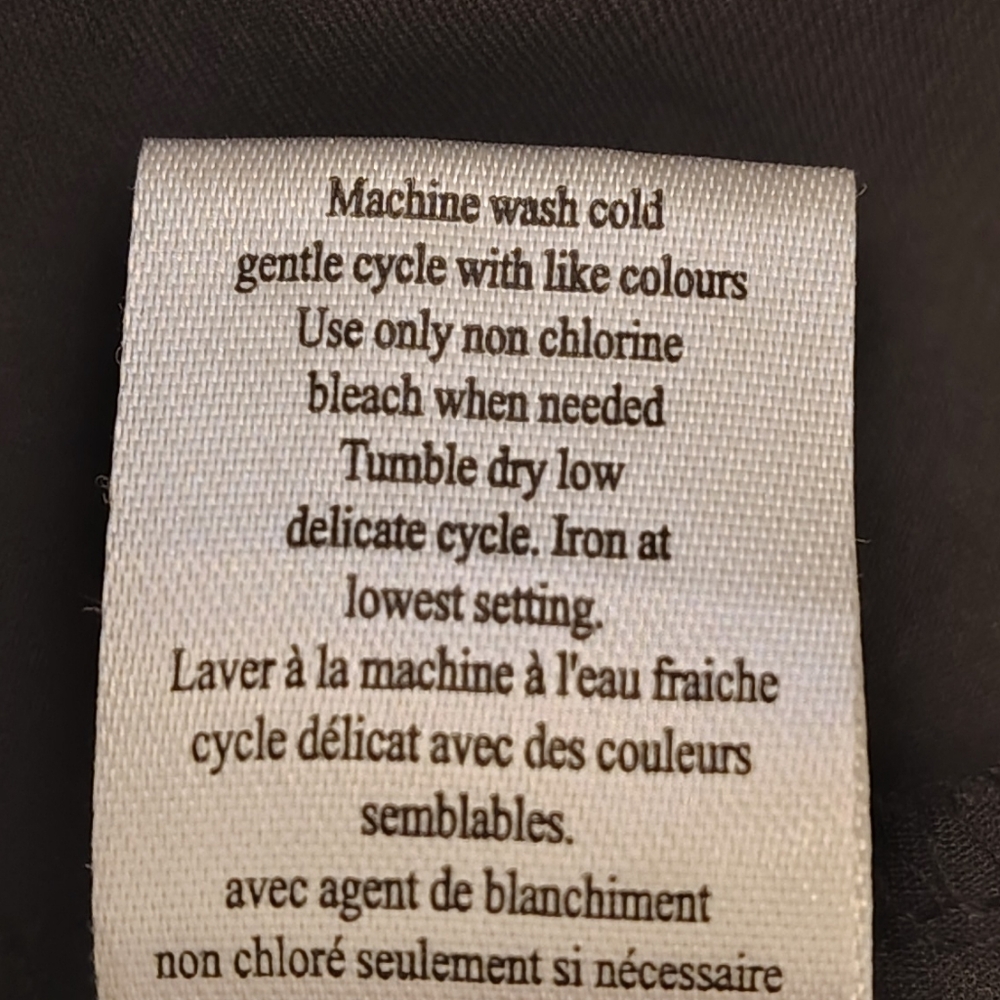 Machine wash cold
gentle cycle with like colours
Use only non chlorine
bleach when needed
Tumble dry low
delicate cycle. Iron at
lowest setting.
Laver à la machine à l'eau fraiche
cycle délicat avec des couleurs
semblables.
avec agent de blanchiment
non chloré seulement si nécessaire